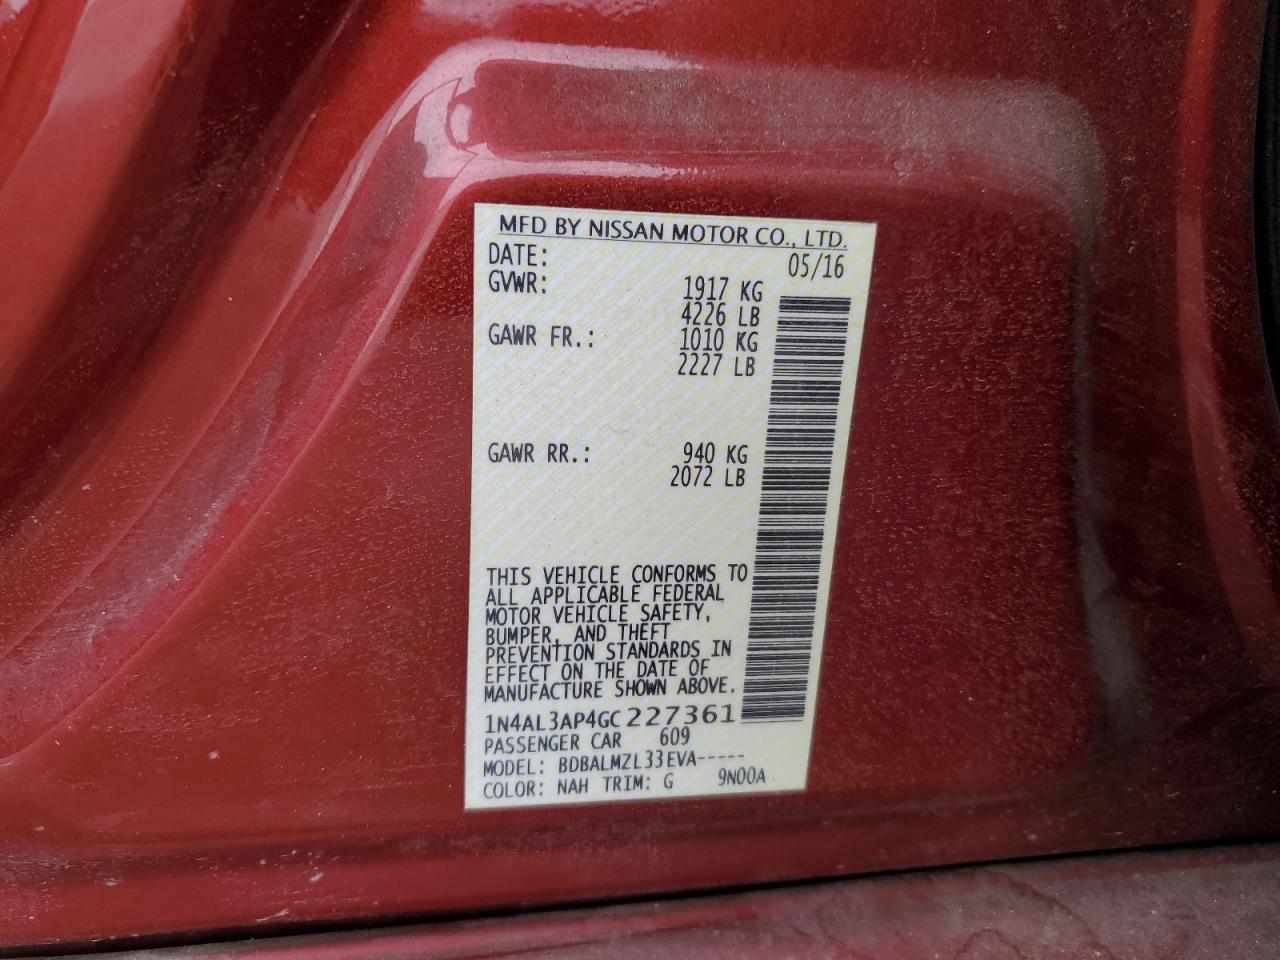 MFD BY NISSAN MOTOR CO., LTD.
DATE: 05/16
GVWR: 1917 KG
4226 LB
GAWR FR.: 1010 KG
2227 LB
GAWR RR.: 940 KG
2072 LB
THIS VEHICLE CONFORMS TO
ALL APPLICABLE FEDERAL
MOTOR VEHICLE SAFETY,
BUMPER, AND THEFT
PREVENTION STANDARDS IN
EFFECT ON THE DATE OF
MANUFACTURE SHOWN ABOVE.
1N4AL3AP4GC227361
PASSENGER CAR 609
MODEL: BDBALMZL33EVA-----
COLOR: NAH TRIM: G 9N00A